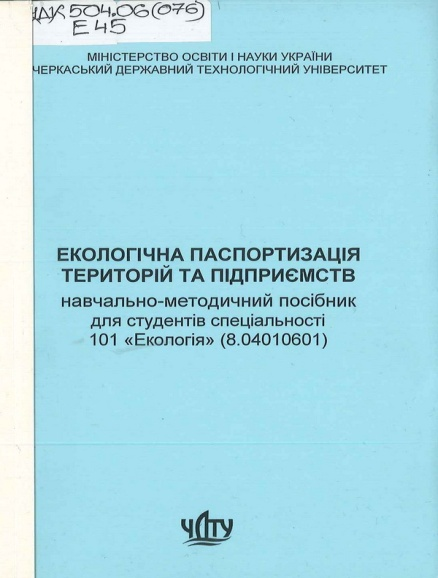 УДК 504.06(076)
Е 45
МІНІСТЕРСТВО ОСВІТИ І НАУКИ УКРАЇНИ
ЧЕРКАСЬКИЙ ДЕРЖАВНИЙ ТЕХНОЛОГІЧНИЙ УНІВЕРСИТЕТ
ЕКОЛОГІЧНА ПАСПОРТИЗАЦІЯ
ТЕРИТОРІЙ ТА ПІДПРИЄМСТВ
навчально-методичний посібник
для студентів спеціальності
101 «Екологія» (8.04010601)
ЧДТУ